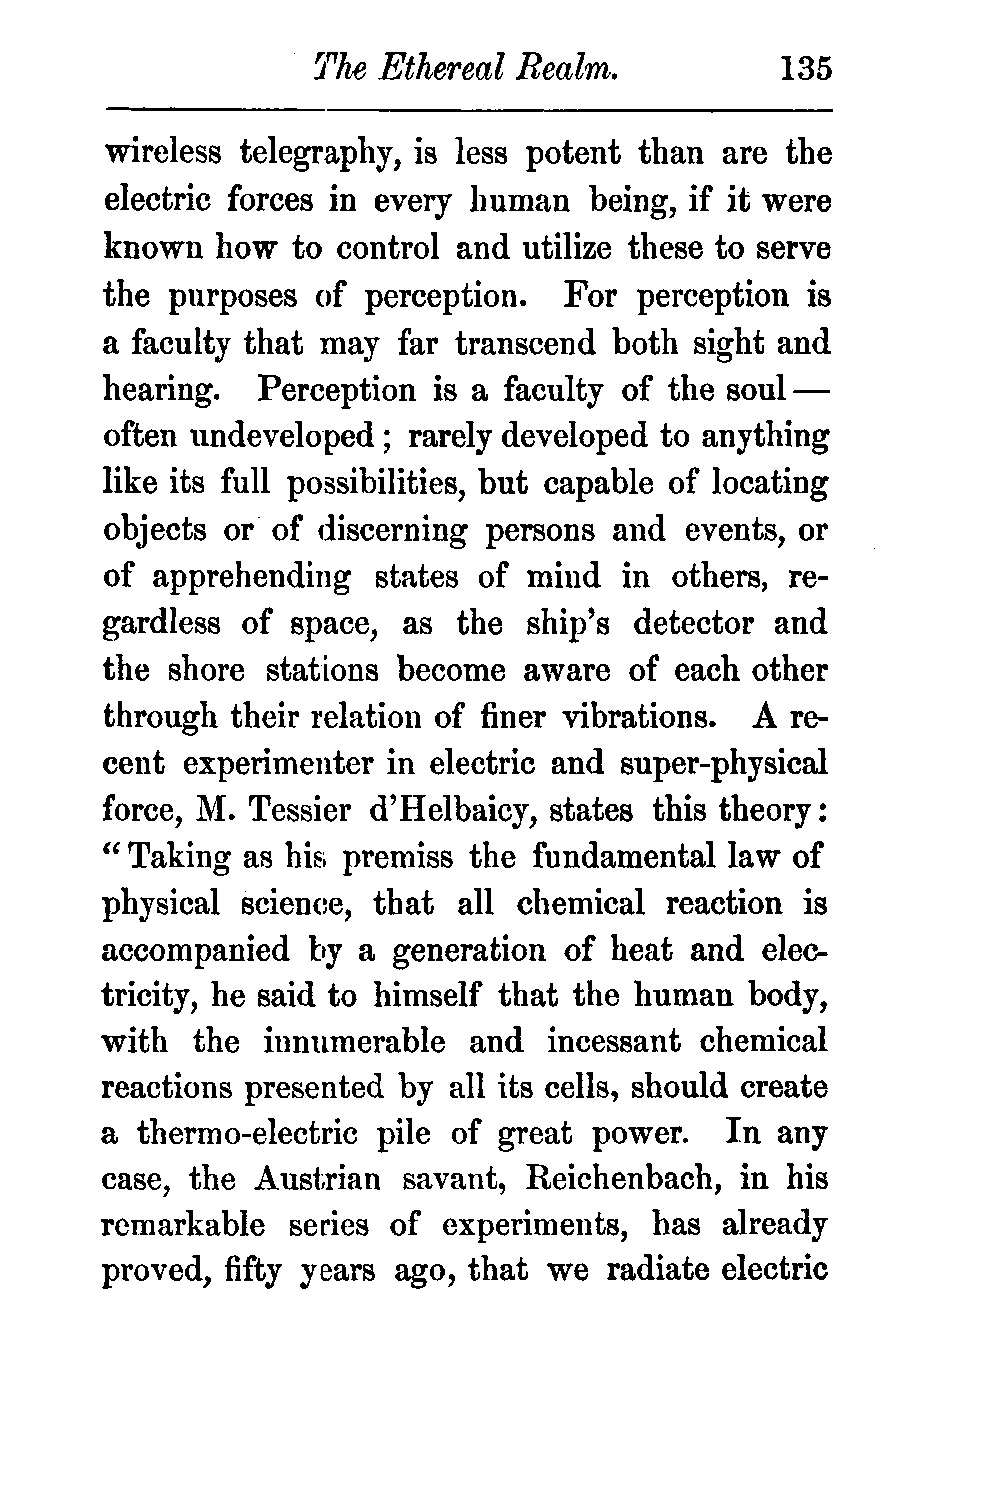 The Ethereal Realm. 135
wireless telegraphy, is less potent than are the
electric forces in every human being, if it were
known how to control and utilize these to serve
the purposes of perception. For perception is
a faculty that may far transcend both sight and
hearing. Perception is a faculty of the soul —
often undeveloped ; rarely developed to anything
like its full possibilities, but capable of locating
objects or of discerning persons and events, or
of apprehending states of mind in others, re-
gardless of space, as the ship's detector and
the shore stations become aware of each other
through their relation of finer vibrations. A re-
cent experimenter in electric and super-physical
force, M. Tessier d'Helbaicy, states this theory:
“Taking as his premiss the fundamental law of
physical science, that all chemical reaction is
accompanied by a generation of heat and elec-
tricity, he said to himself that the human body,
with the innumerable and incessant chemical
reactions presented by all its cells, should create
a thermo-electric pile of great power. In any
case, the Austrian savant, Reichenbach, in his
remarkable series of experiments, has already
proved, fifty years ago, that we radiate electric